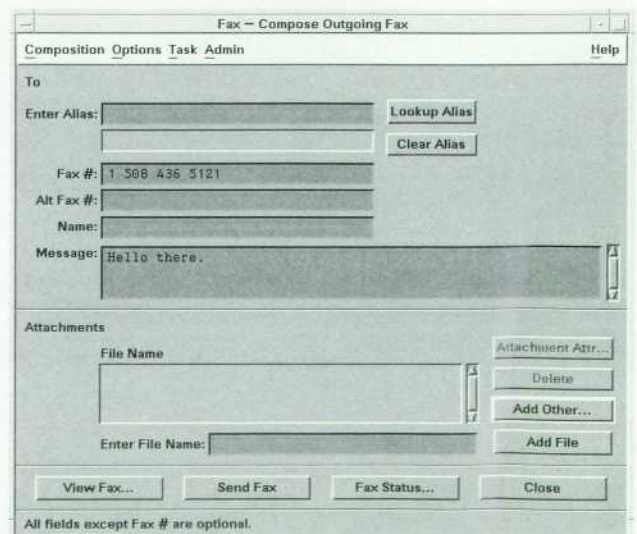 Fax – Compose Outgoing Fax
Composition Options Task Admin Help
To
Enter Alias: Lookup Alias
Clear Alias
Fax #: 1 508 436 5121
Alt Fax #:
Name:
Message: Hello there.
Attachments
File Name
Attachment Attr...
Delete
Add Other...
Enter File Name: Add File
View Fax... Send Fax Fax Status... Close
All fields except Fax # are optional.